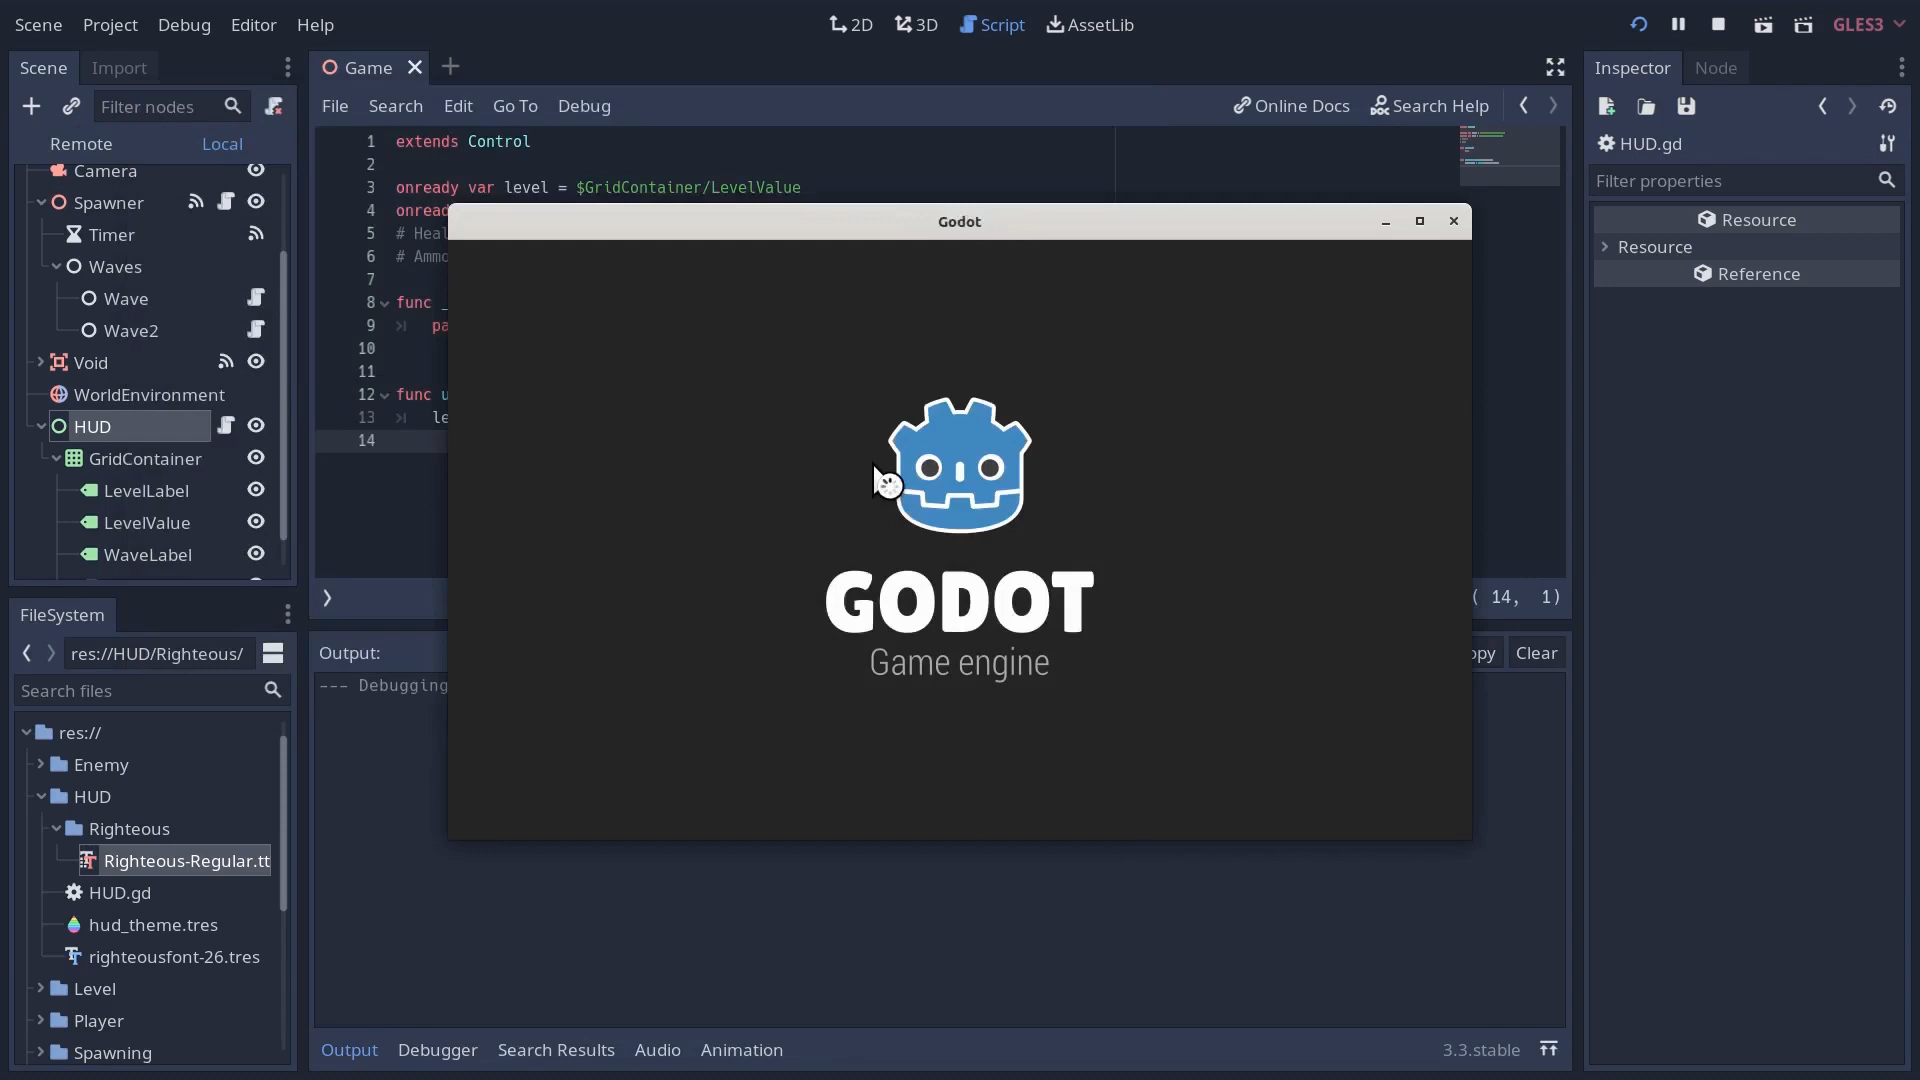 Scene Project Debug Editor Help
2D 3D Script AssetLib
GLES3
Scene Import
Filter nodes
Remote Local
Camera
Spawner
Timer
Waves
Wave
Wave2
Void
WorldEnvironment
HUD
GridContainer
LevelLabel
LevelValue
WaveLabel
FileSystem
res://HUD/Righteous/
Search files
res://
Enemy
HUD
Righteous
Righteous-Regular.tt
HUD.gd
hud_theme.tres
righteousfont-26.tres
Level
Player
Spawning
Game
File Search Edit Go To Debug
Online Docs Search Help
1 extends Control
2
3 onready var level = $GridContainer/LevelValue
4 onread
5 # Heal
6 # Ammo
7
8 func _
9 pa
10
11
12 func u
13 le
14
( 14, 1)
Godot
GODOT
Game engine
Output:
opy Clear
--- Debugging
Output Debugger Search Results Audio Animation
3.3.stable
Inspector Node
HUD.gd
Filter properties
Resource
Resource
Reference